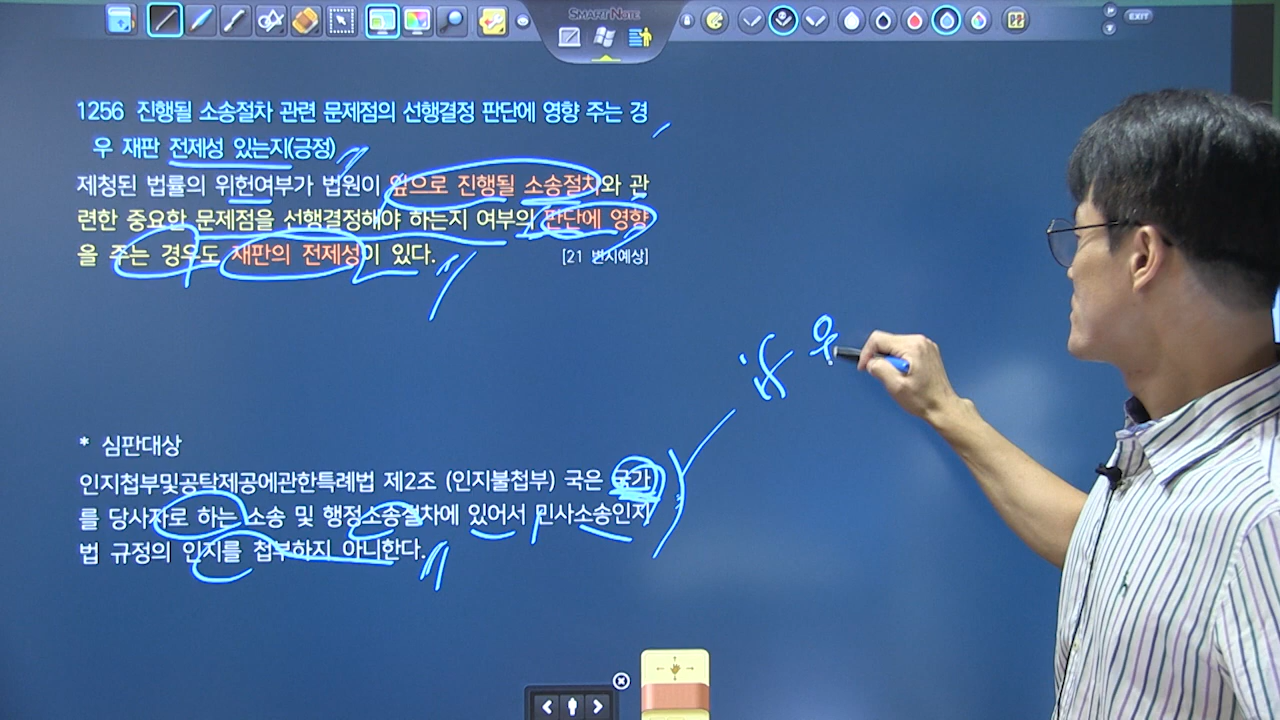 SMARTNOTE
EXIT
1256 진행될 소송절차 관련 문제점의 선행결정 판단에 영향 주는 경
우 재판 전제성 있는지(긍정)
제청된 법률의 위헌여부가 법원이 앞으로 진행될 소송절차와 관
련한 중요한 문제점을 선행결정해야 하는지 여부의 판단에 영향
을 주는 경우도 재판의 전제성이 있다.
[21 변시예상]
if 우
* 심판대상
인지첩부및공탁제공에관한특례법 제2조 (인지불첩부) 국은 국가
를 당사자로 하는 소송 및 행정소송절차에 있어서 민사소송인지
법 규정의 인지를 첩부하지 아니한다.